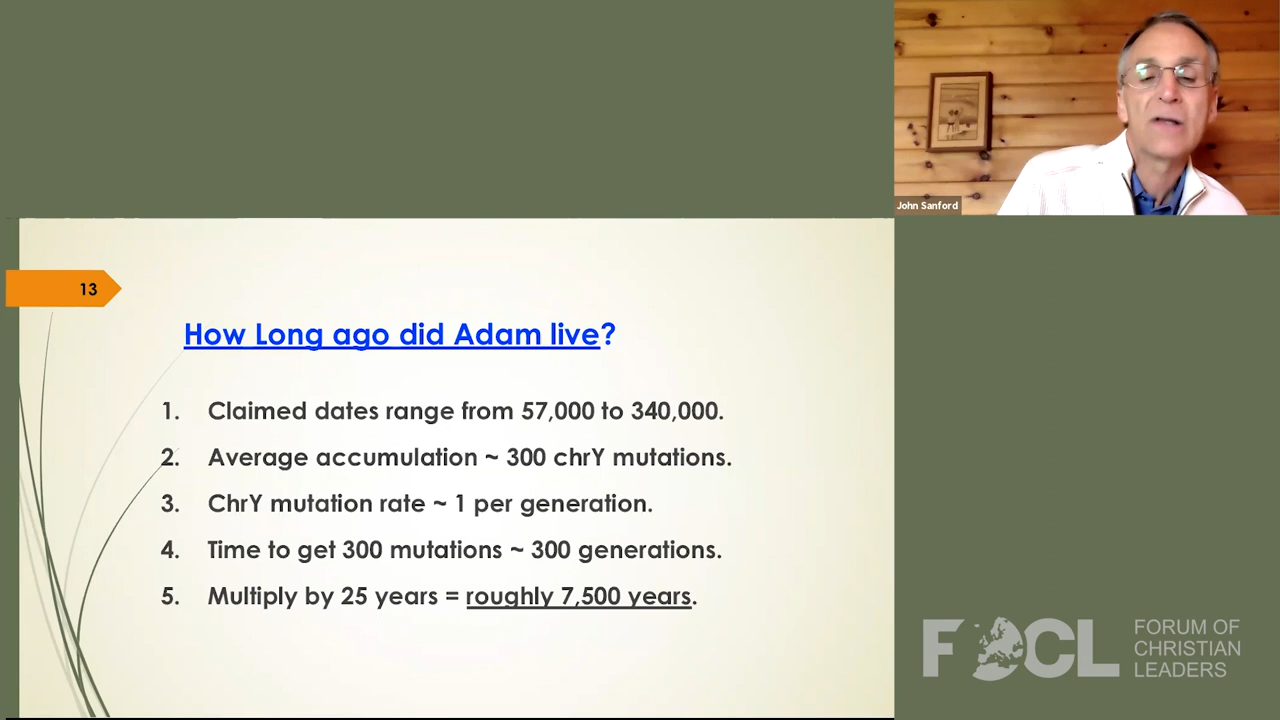 John Sanford
13
How Long ago did Adam live?
1. Claimed dates range from 57,000 to 340,000.
2. Average accumulation ~ 300 chrY mutations.
3. ChrY mutation rate ~ 1 per generation.
4. Time to get 300 mutations ~ 300 generations.
5. Multiply by 25 years = roughly 7,500 years.
FOCL
FORUM OF
CHRISTIAN
LEADERS